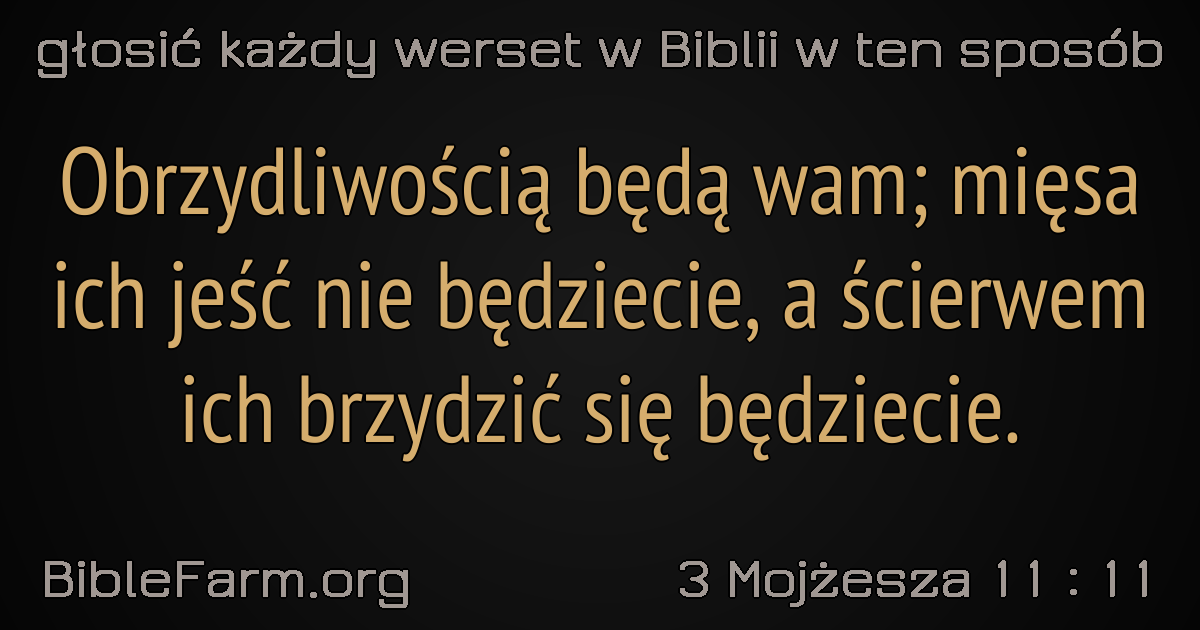 głosić każdy werset w Biblii w ten sposób
Obrzydliwością będą wam; mięsa
ich jeść nie będziecie, a ścierwem
ich brzydzić się będziecie.
BibleFarm.org
3 Mojżesza 11 : 11